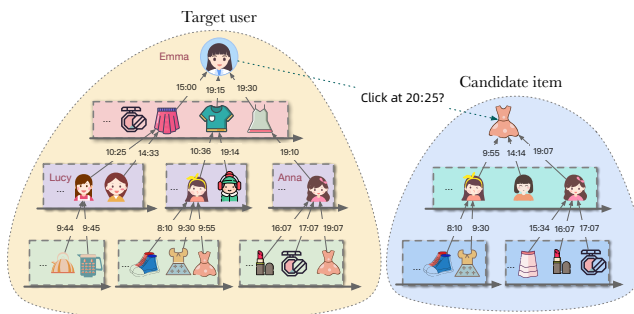 Target user
Emma
15:00 19:15 19:30
Click at 20:25?
Candidate item
...
10:25 14:33 10:36 19:14 19:10
9:55 14:14 19:07
Lucy
...
...
Anna
...
...
9:44 9:45 8:10 9:30 9:55 16:07 17:07 19:07
8:10 9:30 15:34 16:07 17:07
...
...
...
...
...